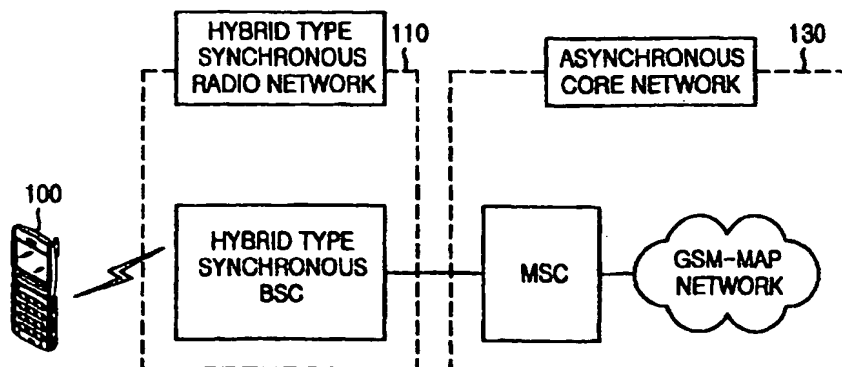 HYBRID TYPE
SYNCHRONOUS
RADIO NETWORK
110
ASYNCHRONOUS
CORE NETWORK
130
100
HYBRID TYPE
SYNCHRONOUS
BSC
MSC
GSM-MAP
NETWORK